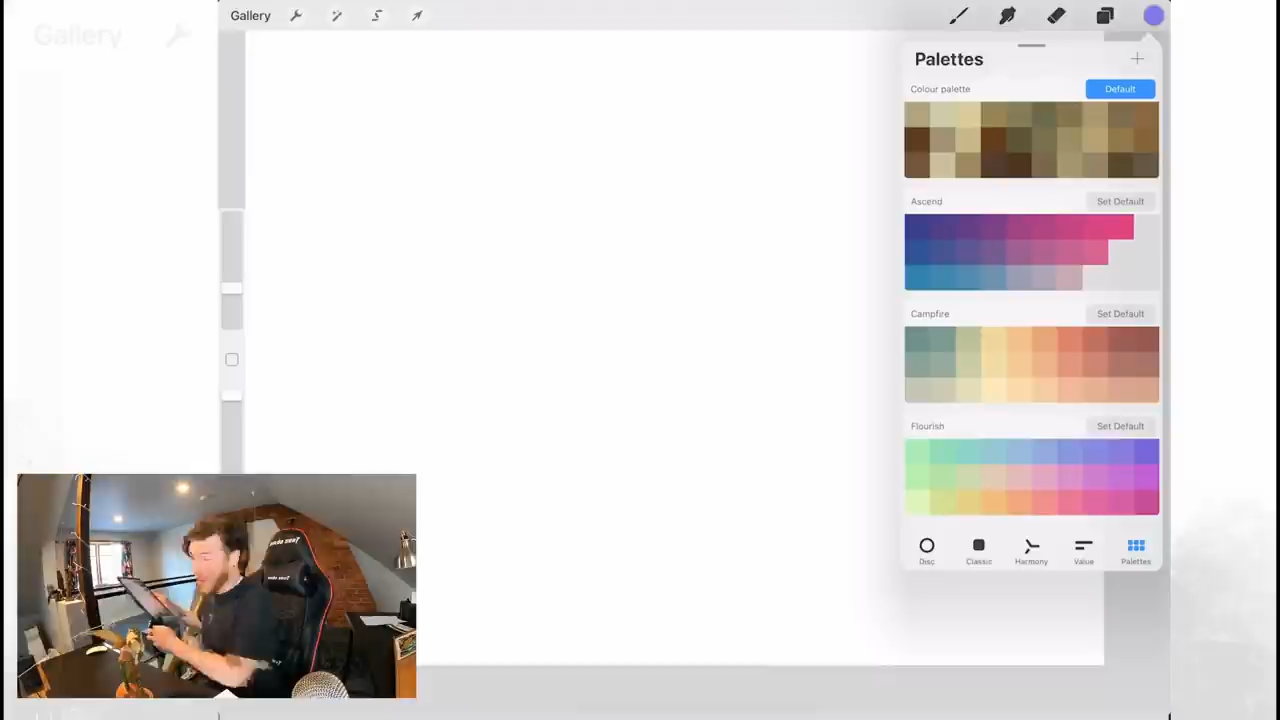 Gallery
Gallery
Palettes
Colour palette
Default
Ascend
Set Default
Campfire
Set Default
Flourish
Set Default
Disc
Classic
Harmony
Value
Palettes